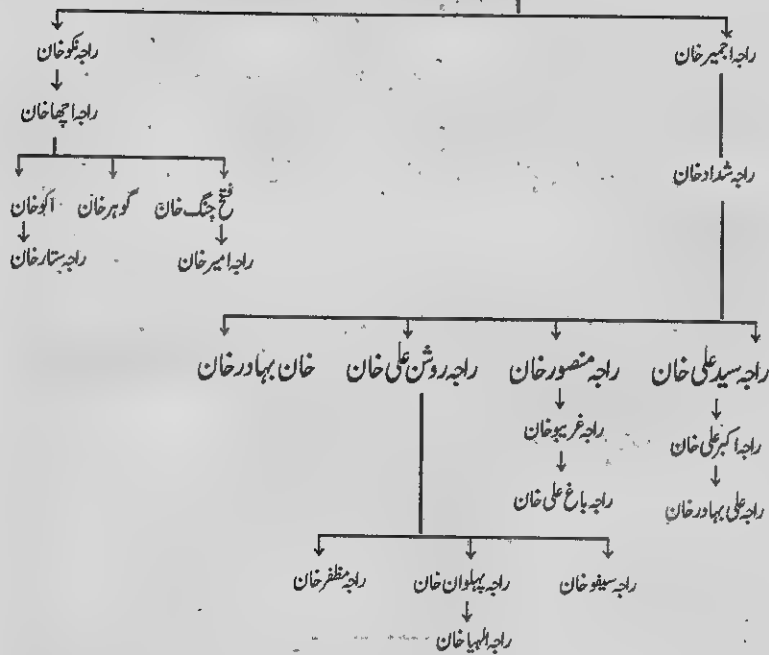 راجہ اجمیر خان راجہ نکو خان
راجہ اچھا خان
راجہ شداد خان
فتح جنگ خان گوہر خان آکو خان
راجہ امیر خان راجہ ستار خان
راجہ سید علی خان راجہ منصور خان راجہ روشن علی خان خان بہادر خان
راجہ اکبر علی خان راجہ غریبو خان
راجہ علی بہادر خان راجہ باغ علی خان
راجہ سیفو خان راجہ پہلوان خان راجہ مظفر خان
راجہ الہیا خان